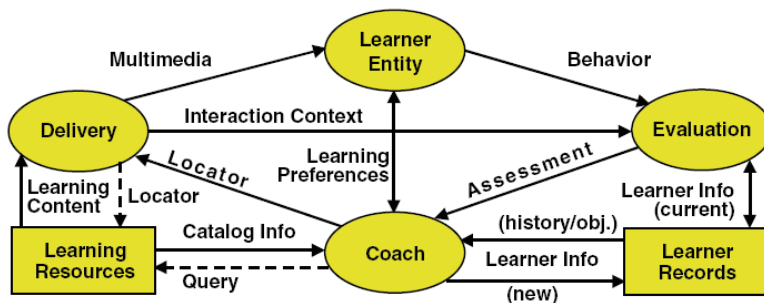 Learner
Entity
Multimedia
Behavior
Delivery
Interaction Context
Evaluation
Learning
Preferences
Locator
Assessment
Learning
Content
Locator
Learner Info
(current)
Learning
Resources
Catalog Info
Query
Coach
(history/obj.)
Learner Info
(new)
Learner
Records